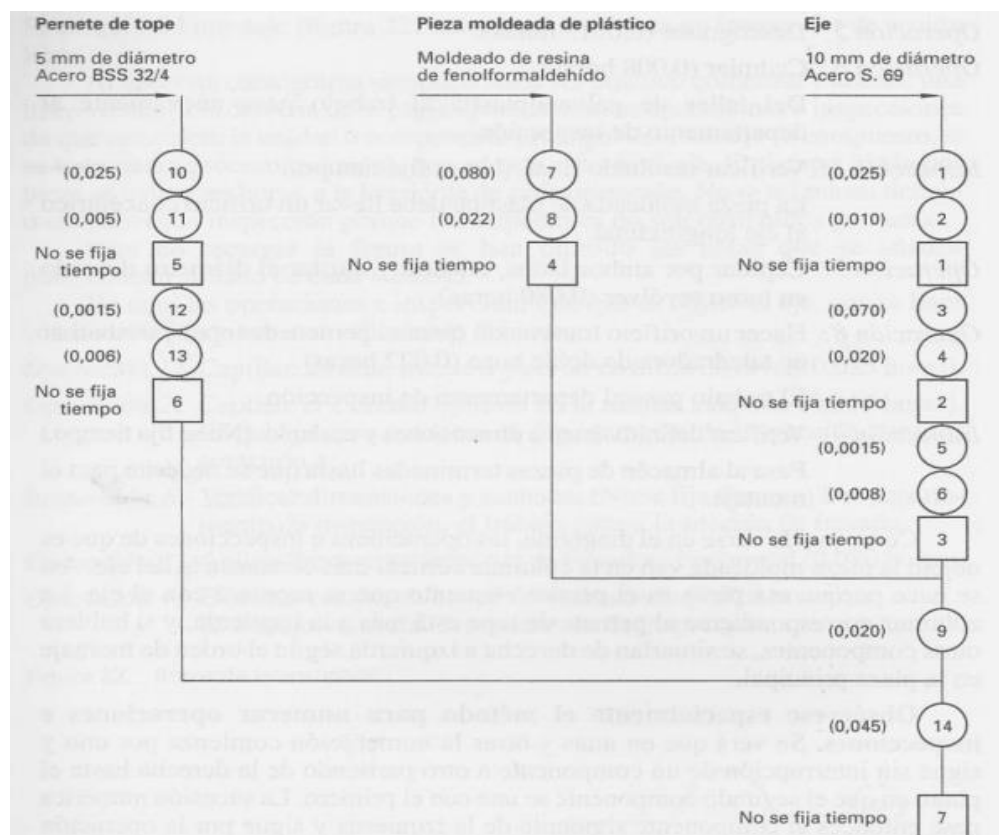 Pernete de tope
5 mm de diámetro
Acero BSS 32/4
(0,025) 10
(0,005) 11
No se fija
tiempo 5
(0,0015) 12
(0,006) 13
No se fija
tiempo 6
Pieza moldeada de plástico
Moldeado de resina
de fenolformaldehído
(0,080) 7
(0,022) 8
No se fija tiempo 4
Eje
10 mm de diámetro
Acero S. 69
(0,025) 1
(0,010) 2
No se fija tiempo 1
(0,070) 3
(0,020) 4
No se fija tiempo 2
(0,0015) 5
(0,008) 6
No se fija tiempo 3
(0,020) 9
(0,045) 14
No se fija tiempo 7